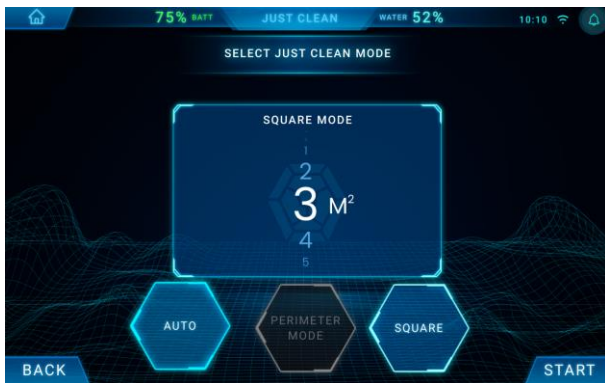 75% BATT JUST CLEAN WATER 52% 10:10
SELECT JUST CLEAN MODE
SQUARE MODE
1
2
3 M²
4
5
AUTO
PERIMETER
MODE
SQUARE
BACK
START